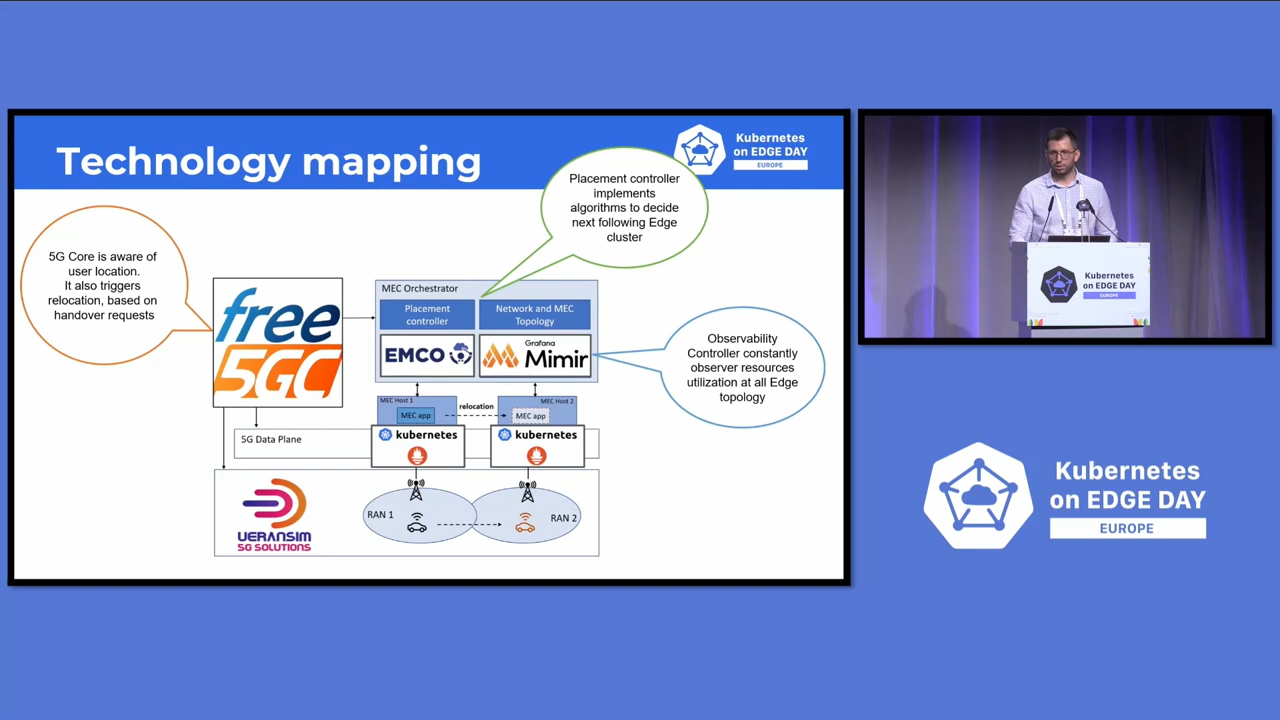 Technology mapping
Kubernetes
on EDGE DAY
EUROPE
Placement controller
implements
algorithms to decide
next following Edge
cluster
5G Core is aware of
user location.
It also triggers
relocation, based on
handover requests
free
5GC
MEC Orchestrator
Placement
controller
Network and MEC
Topology
EMCO
Grafana
Mimir
Observability
Controller constantly
observer resources
utilization at all Edge
topology
MEC Host 1
MEC app
relocation
MEC Host 2
MEC app
5G Data Plane
kubernetes
kubernetes
UERANSIM
5G SOLUTIONS
RAN 1
RAN 2
Kubernetes
on EDGE DAY
EUROPE
Kubernetes
on EDGE DAY
EUROPE